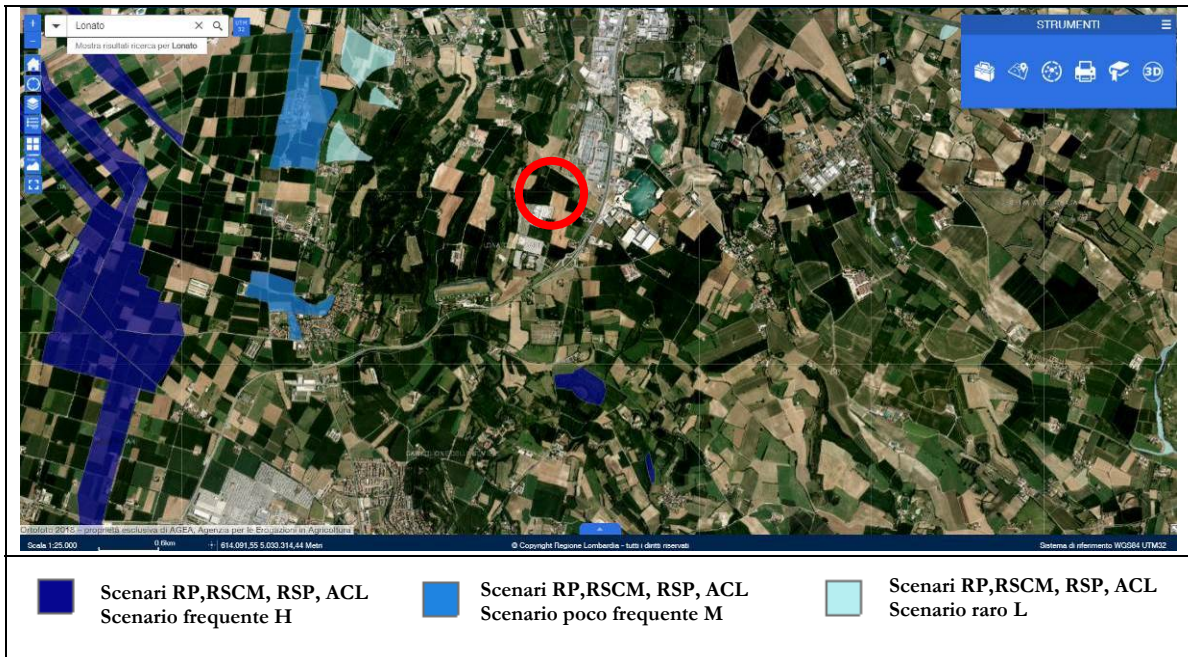 Lonato
UTM
32
Mostra risultati ricerca per Lonato
STRUMENTI
3D
Ortofoto 2018 – proprietà esclusiva di AGEA, Agenzia per le Erogazioni in Agricoltura
Scala 1:25.000
0.6km
614.091,55 5.033.314,44 Metri
© Copyright Regione Lombardia - tutti i diritti riservati
Sistema di riferimento WGS84 UTM32
Scenari RP,RSCM, RSP, ACL
Scenario frequente H
Scenari RP,RSCM, RSP, ACL
Scenario poco frequente M
Scenari RP,RSCM, RSP, ACL
Scenario raro L